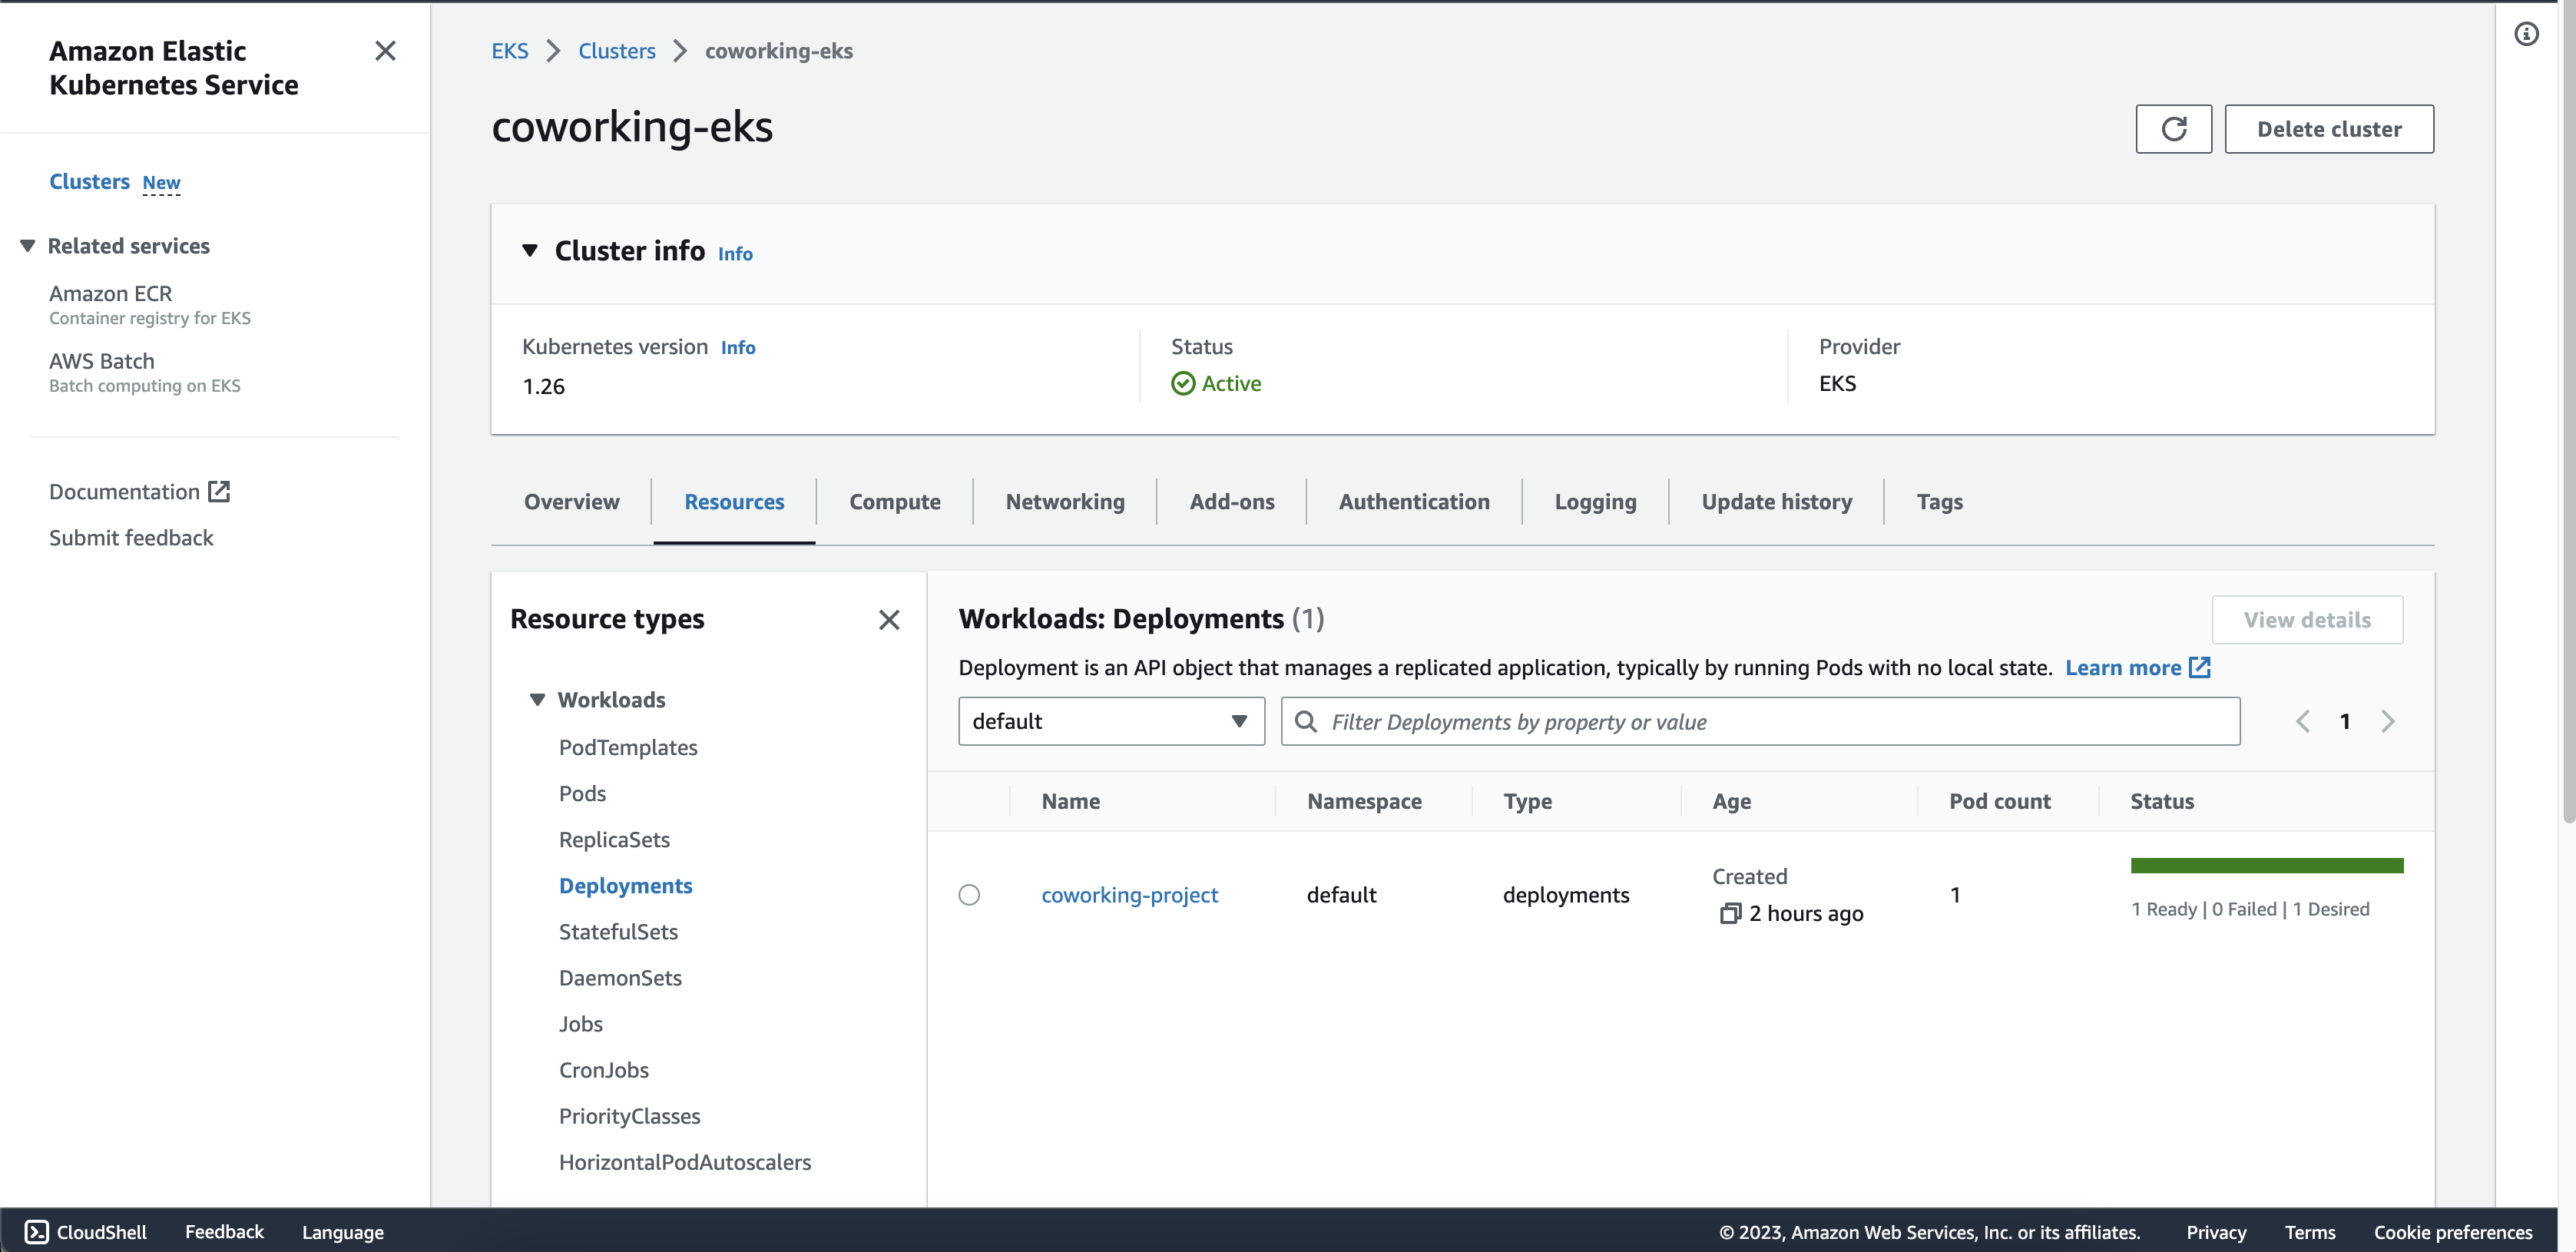 Amazon Elastic
Kubernetes Service
Clusters New
Related services
Amazon ECR
Container registry for EKS
AWS Batch
Batch computing on EKS
Documentation
Submit feedback
EKS Clusters coworking-eks
coworking-eks
Delete cluster
Cluster info Info
Kubernetes version Info
1.26
Status
Active
Provider
EKS
Overview Resources Compute Networking Add-ons Authentication Logging Update history Tags
Resource types
Workloads
PodTemplates
Pods
ReplicaSets
Deployments
StatefulSets
DaemonSets
Jobs
CronJobs
PriorityClasses
HorizontalPodAutoscalers
Workloads: Deployments (1)
View details
Deployment is an API object that manages a replicated application, typically by running Pods with no local state. Learn more
default
Filter Deployments by property or value
1
Name Namespace Type Age Pod count Status
coworking-project default deployments Created
2 hours ago
1
1 Ready | 0 Failed | 1 Desired
CloudShell Feedback Language
© 2023, Amazon Web Services, Inc. or its affiliates. Privacy Terms Cookie preferences